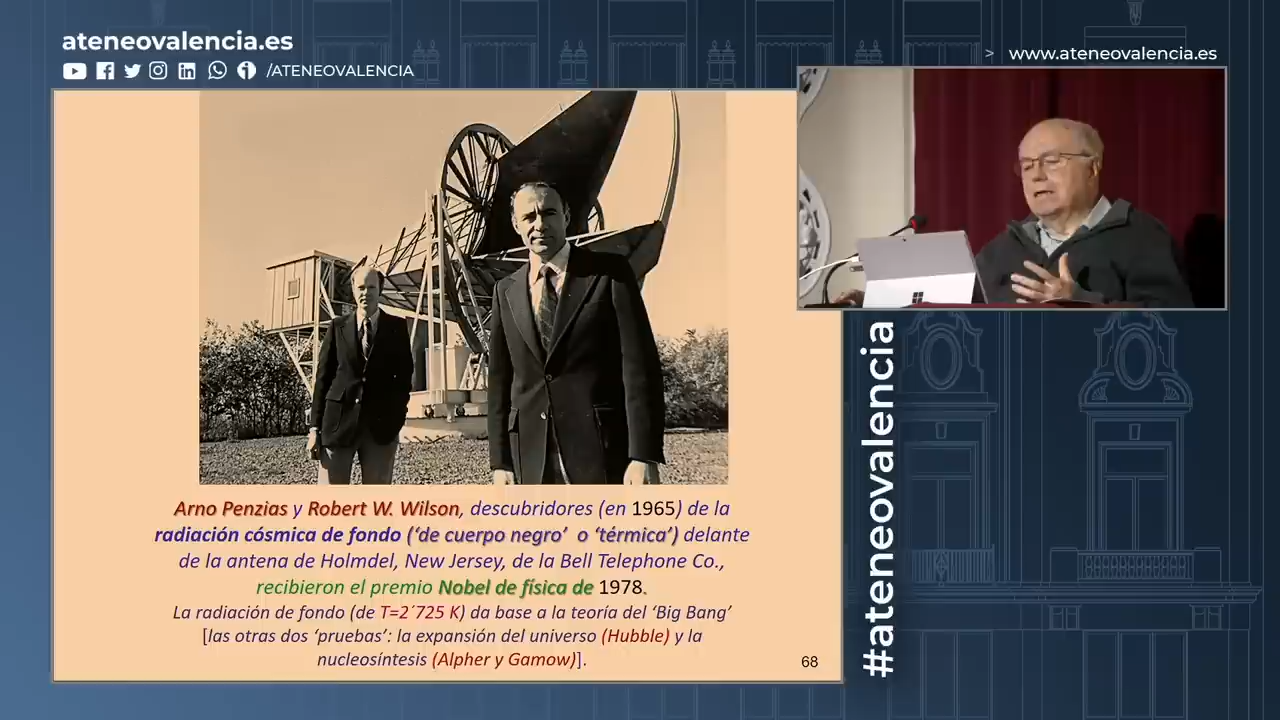 ateneovalencia.es
/ATENEOVALENCIA
> www.ateneovalencia.es
Arno Penzias y Robert W. Wilson, descubridores (en 1965) de la
radiación cósmica de fondo (‘de cuerpo negro’ o ‘térmica’) delante
de la antena de Holmdel, New Jersey, de la Bell Telephone Co.,
recibieron el premio Nobel de física de 1978.
La radiación de fondo (de T=2´725 K) da base a la teoría del ‘Big Bang’
[las otras dos ‘pruebas’: la expansión del universo (Hubble) y la
nucleosíntesis (Alpher y Gamow)].
68
#ateneovalencia